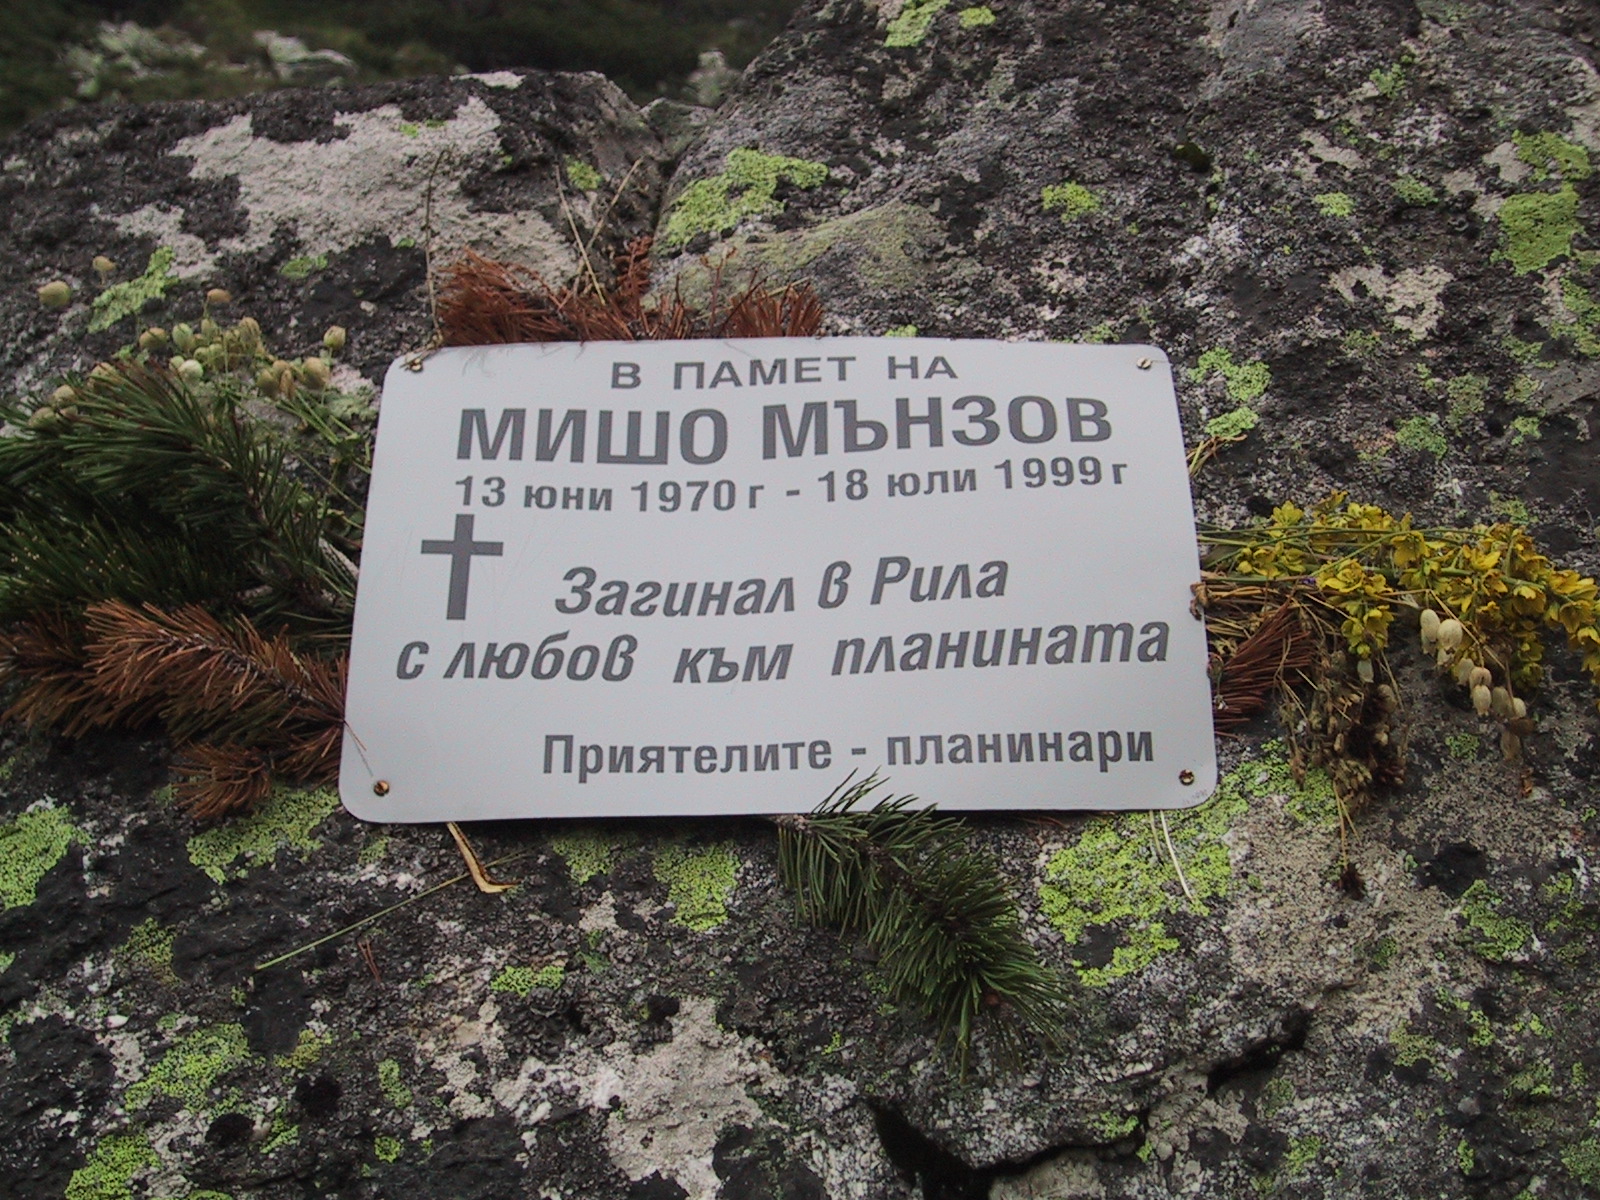 В ПАМЕТ НА
МИШО МЪНЗОВ
13 юни 1970 г - 18 юли 1999 г
Загинал в Рила
с любов към планината
Приятелите - планинари